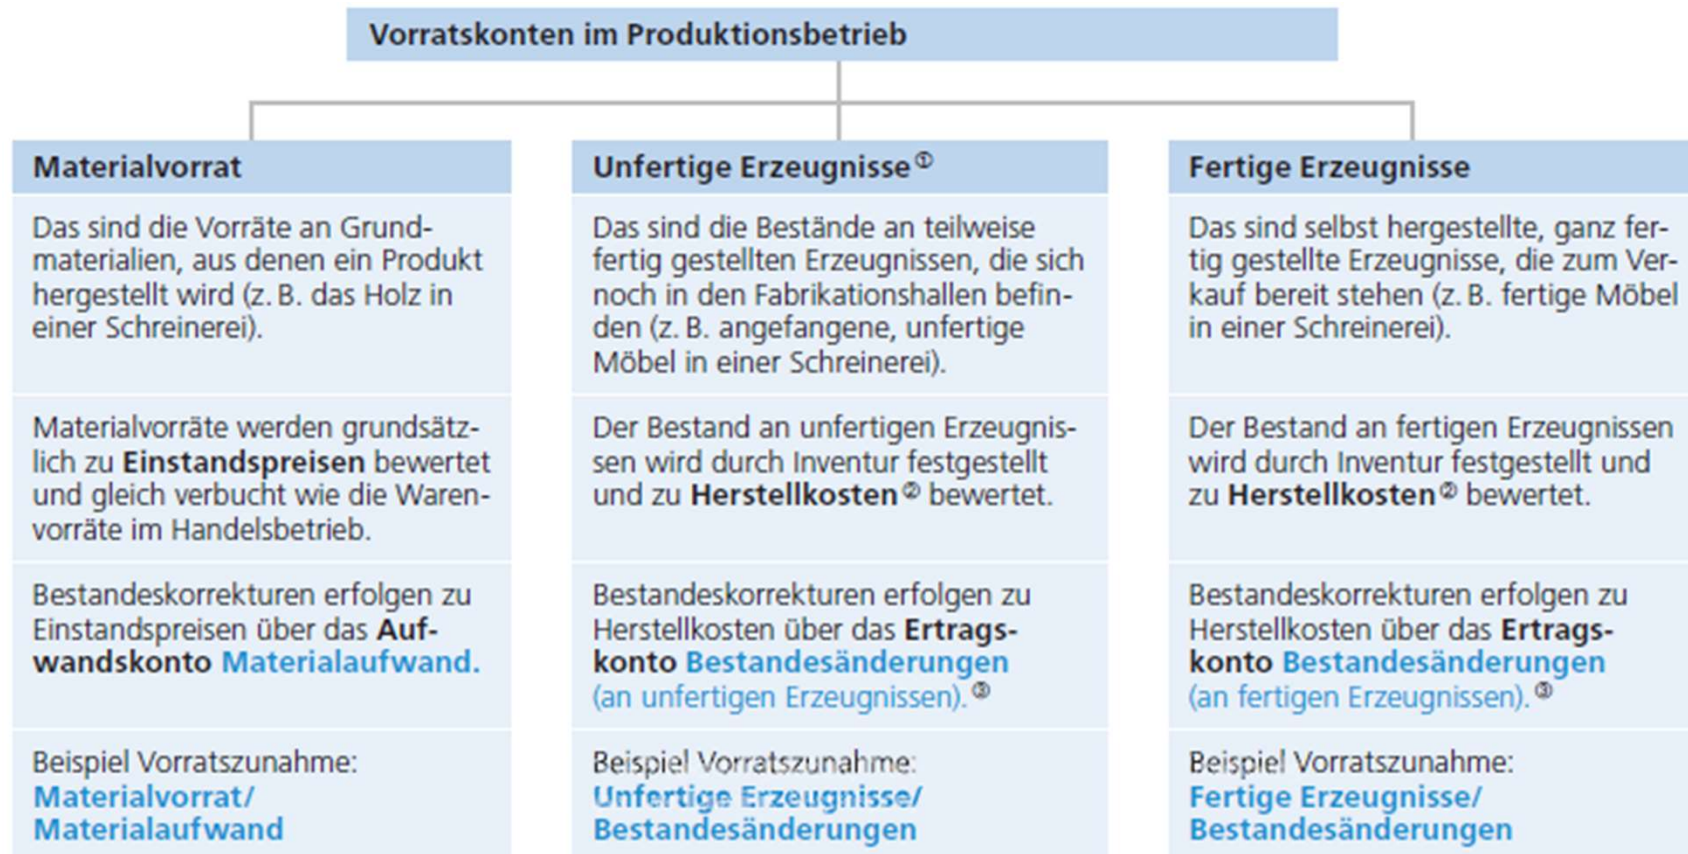 Vorratskonten im Produktionsbetrieb
Materialvorrat
Das sind die Vorräte an Grund-
materialien, aus denen ein Produkt
hergestellt wird (z. B. das Holz in
einer Schreinerei).
Materialvorräte werden grundsätz-
lich zu Einstandspreisen bewertet
und gleich verbucht wie die Waren-
vorräte im Handelsbetrieb.
Bestandeskorrekturen erfolgen zu
Einstandspreisen über das Auf-
wandskonto Materialaufwand.
Beispiel Vorratszunahme:
Materialvorrat/
Materialaufwand
Unfertige Erzeugnisse①
Das sind die Bestände an teilweise
fertig gestellten Erzeugnissen, die sich
noch in den Fabrikationshallen befin-
den (z. B. angefangene, unfertige
Möbel in einer Schreinerei).
Der Bestand an unfertigen Erzeugnis-
sen wird durch Inventur festgestellt
und zu Herstellkosten② bewertet.
Bestandeskorrekturen erfolgen zu
Herstellkosten über das Ertrags-
konto Bestandesänderungen
(an unfertigen Erzeugnissen).③
Beispiel Vorratszunahme:
Unfertige Erzeugnisse/
Bestandesänderungen
Fertige Erzeugnisse
Das sind selbst hergestellte, ganz fer-
tig gestellte Erzeugnisse, die zum Ver-
kauf bereit stehen (z. B. fertige Möbel
in einer Schreinerei).
Der Bestand an fertigen Erzeugnissen
wird durch Inventur festgestellt und
zu Herstellkosten② bewertet.
Bestandeskorrekturen erfolgen zu
Herstellkosten über das Ertrags-
konto Bestandesänderungen
(an fertigen Erzeugnissen).③
Beispiel Vorratszunahme:
Fertige Erzeugnisse/
Bestandesänderungen